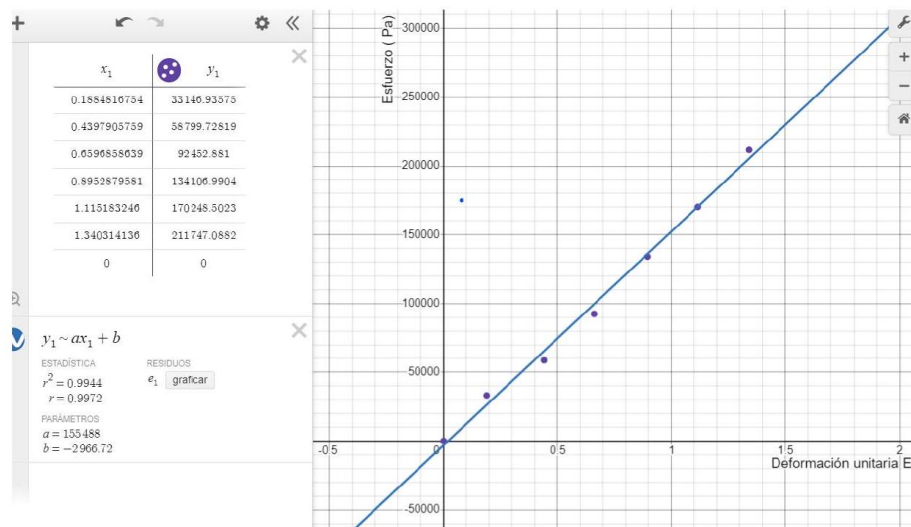 x₁ y₁
0.1884816754 33146.93575
0.4397905759 58799.72819
0.6596858639 92452.881
0.8952879581 134106.9904
1.115183246 170248.5023
1.340314136 211747.0882
0 0
y₁ ~ ax₁ + b
ESTADÍSTICA RESIDUOS
r² = 0.9944 e₁ graficar
r = 0.9972
PARÁMETROS
a = 155488
b = −2966.72
Esfuerzo ( Pa)
300000
250000
200000
150000
100000
50000
-0.5 0 0.5 1 1.5 2
Deformación unitaria E
-50000